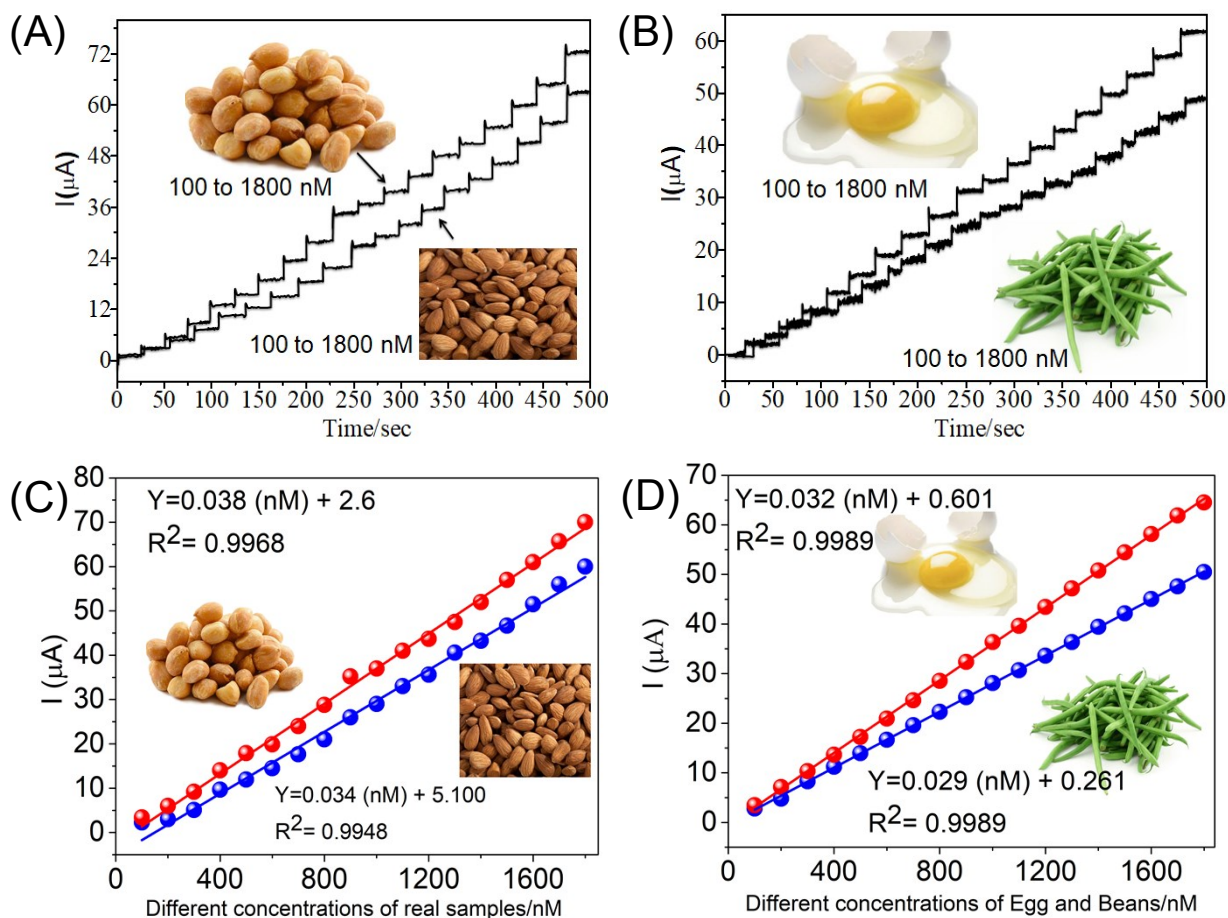 (A)
I(μA)
72
60
48
36
24
12
0
100 to 1800 nM
100 to 1800 nM
0 50 100 150 200 250 300 350 400 450 500
Time/sec
(B)
I(μA)
60
50
40
30
20
10
0
100 to 1800 nM
100 to 1800 nM
0 50 100 150 200 250 300 350 400 450 500
Time/sec
(C)
I (μA)
80
70
60
50
40
30
20
10
0
Y=0.038 (nM) + 2.6
R²= 0.9968
Y=0.034 (nM) + 5.100
R²= 0.9948
0 400 800 1200 1600
Different concentrations of real samples/nM
(D)
I (μA)
70
60
50
40
30
20
10
0
Y=0.032 (nM) + 0.601
R²= 0.9989
Y=0.029 (nM) + 0.261
R²= 0.9989
0 400 800 1200 1600
Different concentrations of Egg and Beans/nM